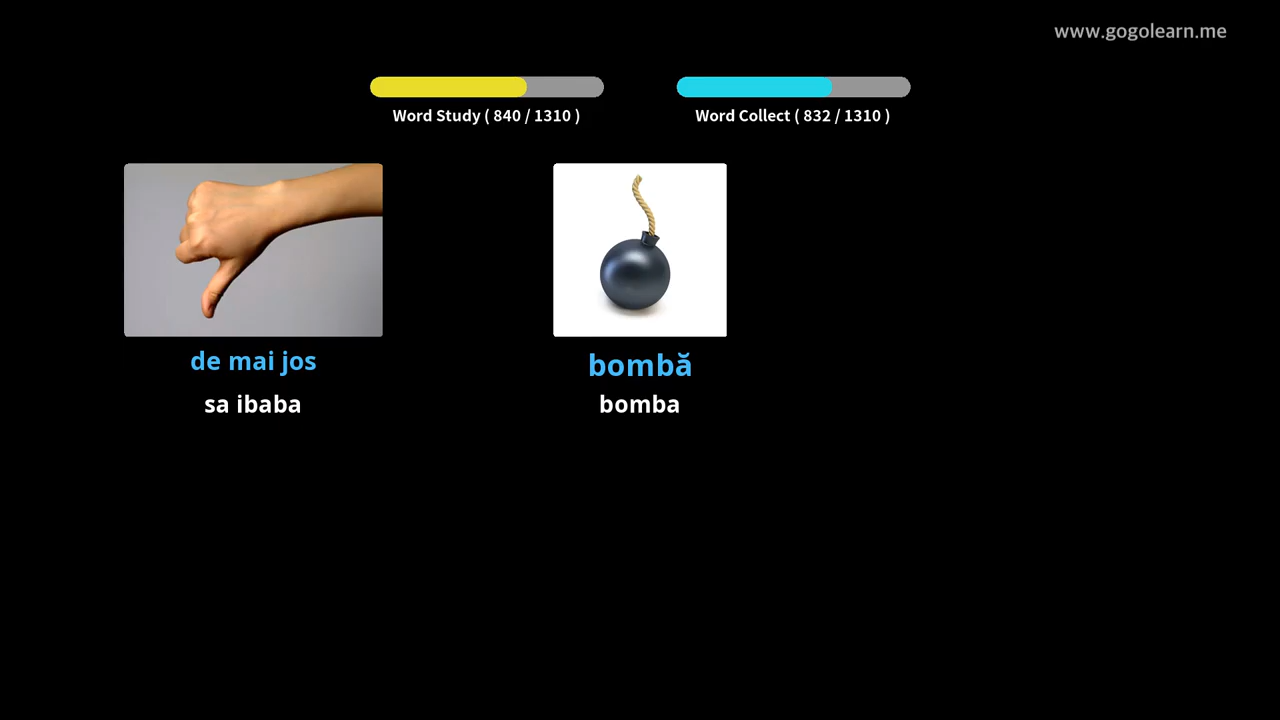 www.gogolearn.me
Word Study ( 840 / 1310 )
Word Collect ( 832 / 1310 )
de mai jos
sa ibaba
bombă
bomba